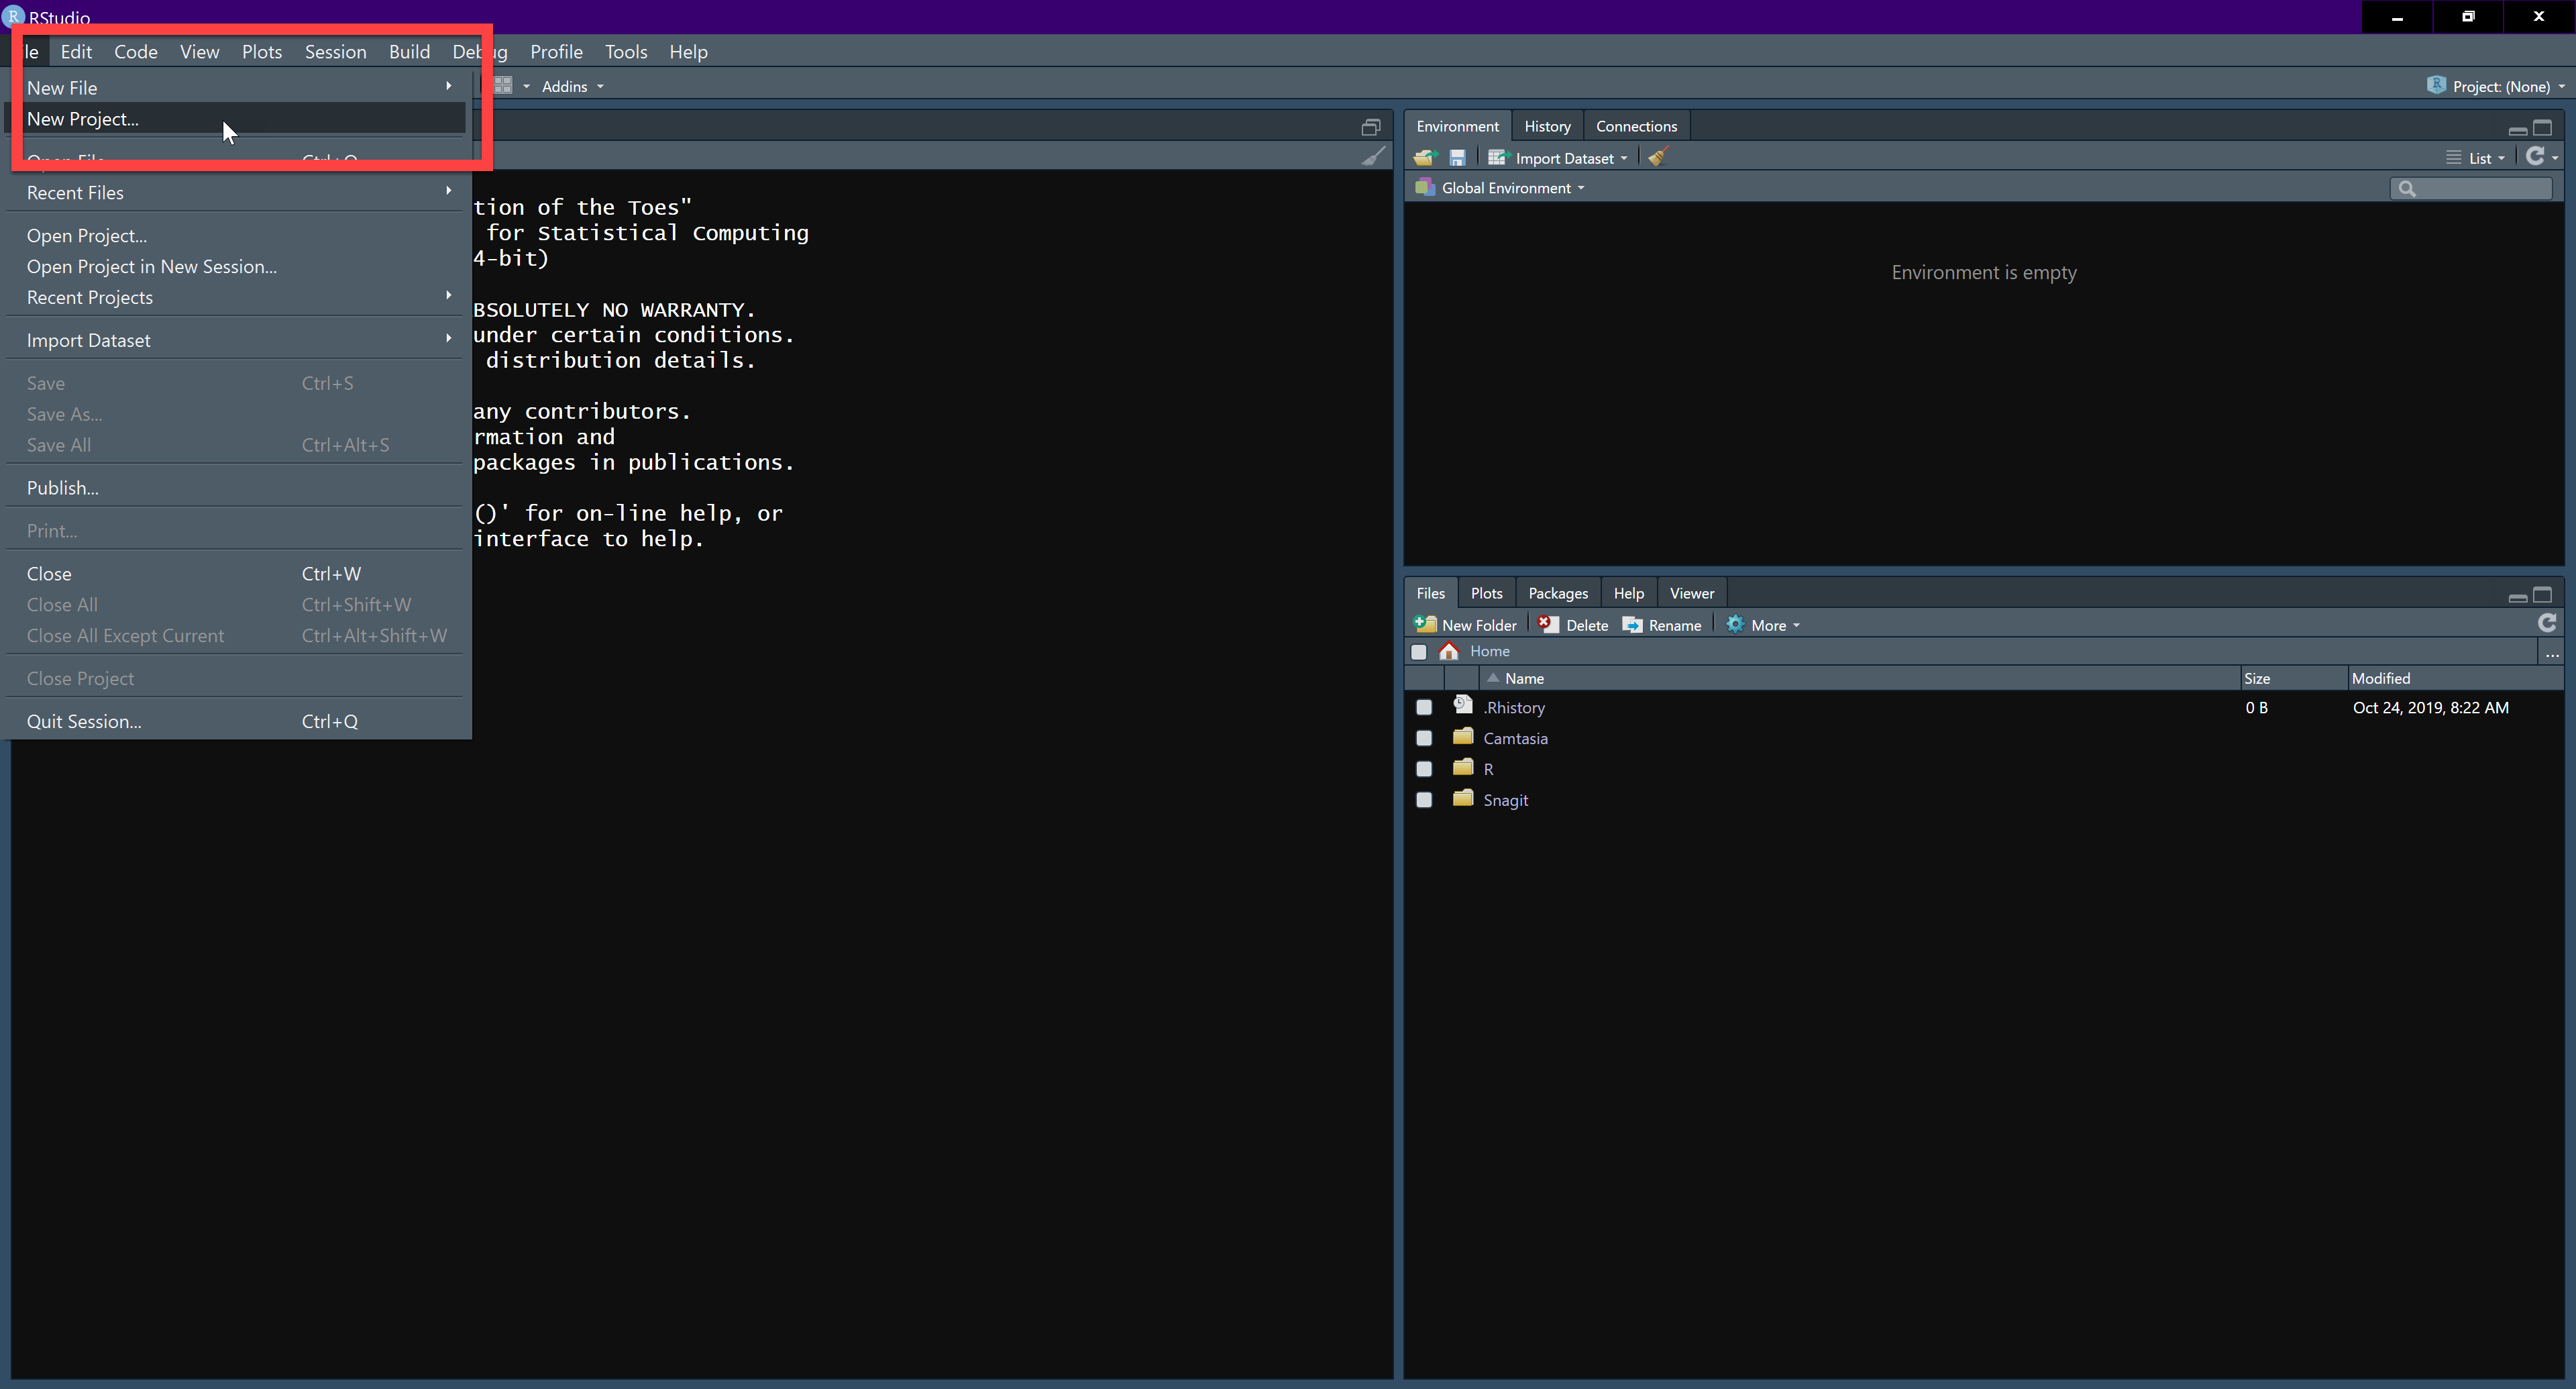 RStudio
le Edit Code View Plots Session Build Debug Profile Tools Help
Addins
Project: (None)
New File
New Project...
Open File... Ctrl+O
Recent Files
Open Project...
Open Project in New Session...
Recent Projects
Import Dataset
Save Ctrl+S
Save As...
Save All Ctrl+Alt+S
Publish...
Print...
Close Ctrl+W
Close All Ctrl+Shift+W
Close All Except Current Ctrl+Alt+Shift+W
Close Project
Quit Session... Ctrl+Q
tion of the Toes"
for Statistical Computing
4-bit)
BSOLUTELY NO WARRANTY.
under certain conditions.
distribution details.
any contributors.
rmation and
packages in publications.
()' for on-line help, or
interface to help.
Environment History Connections
Import Dataset List
Global Environment
Environment is empty
Files Plots Packages Help Viewer
New Folder Delete Rename More
Home ...
Name Size Modified
.Rhistory 0 B Oct 24, 2019, 8:22 AM
Camtasia
R
Snagit